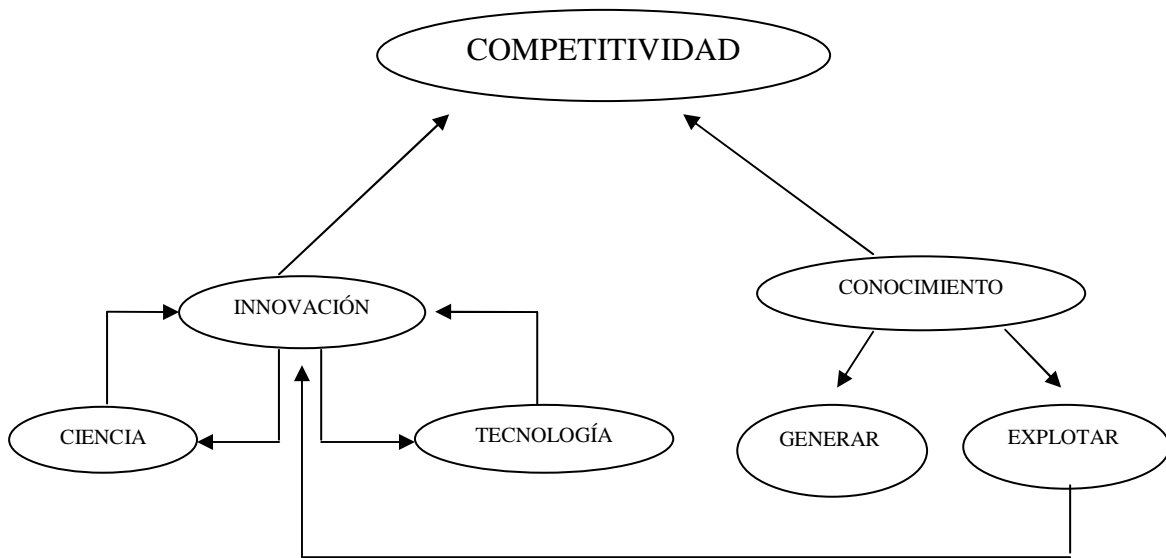 COMPETITIVIDAD
INNOVACIÓN
CONOCIMIENTO
CIENCIA
TECNOLOGÍA
GENERAR
EXPLOTAR